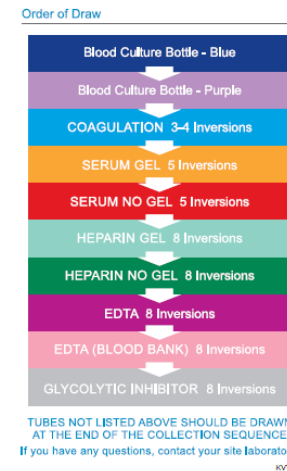 Order of Draw
Blood Culture Bottle - Blue
Blood Culture Bottle - Purple
COAGULATION 3-4 Inversions
SERUM GEL 5 Inversions
SERUM NO GEL 5 Inversions
HEPARIN GEL 8 Inversions
HEPARIN NO GEL 8 Inversions
EDTA 8 Inversions
EDTA (BLOOD BANK) 8 Inversions
GLYCOLYTIC INHIBITOR 8 Inversions
TUBES NOT LISTED ABOVE SHOULD BE DRAWN
AT THE END OF THE COLLECTION SEQUENCE
If you have any questions, contact your site laborato